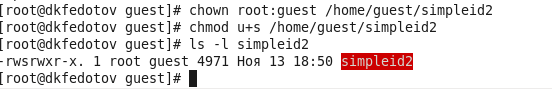 [root@dkfedotov guest]# chown root:guest /home/guest/simpleid2
[root@dkfedotov guest]# chmod u+s /home/guest/simpleid2
[root@dkfedotov guest]# ls -l simpleid2
-rwsrwxr-x. 1 root guest 4971 Ноя 13 18:50 simpleid2
[root@dkfedotov guest]#